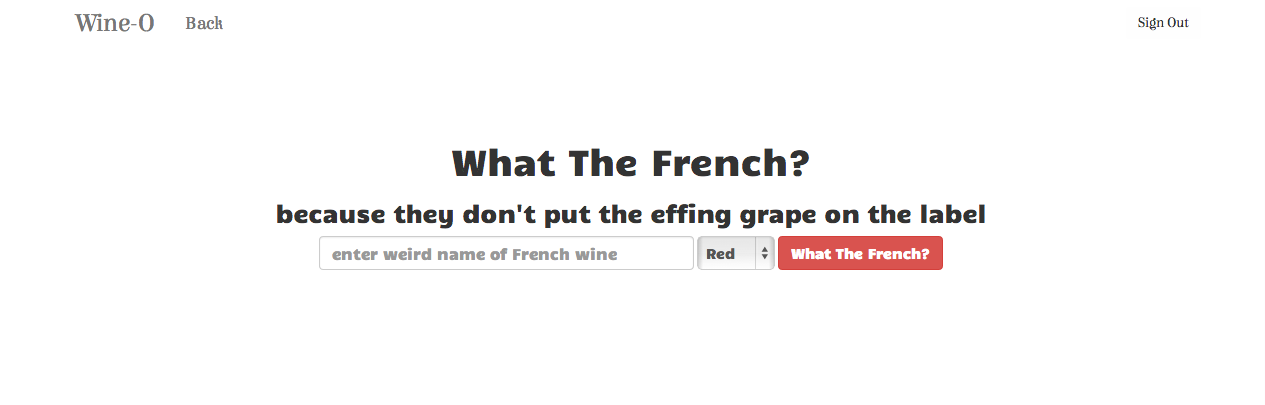 Wine-O Back Sign Out
What The French?
because they don't put the effing grape on the label
enter weird name of French wine Red What The French?